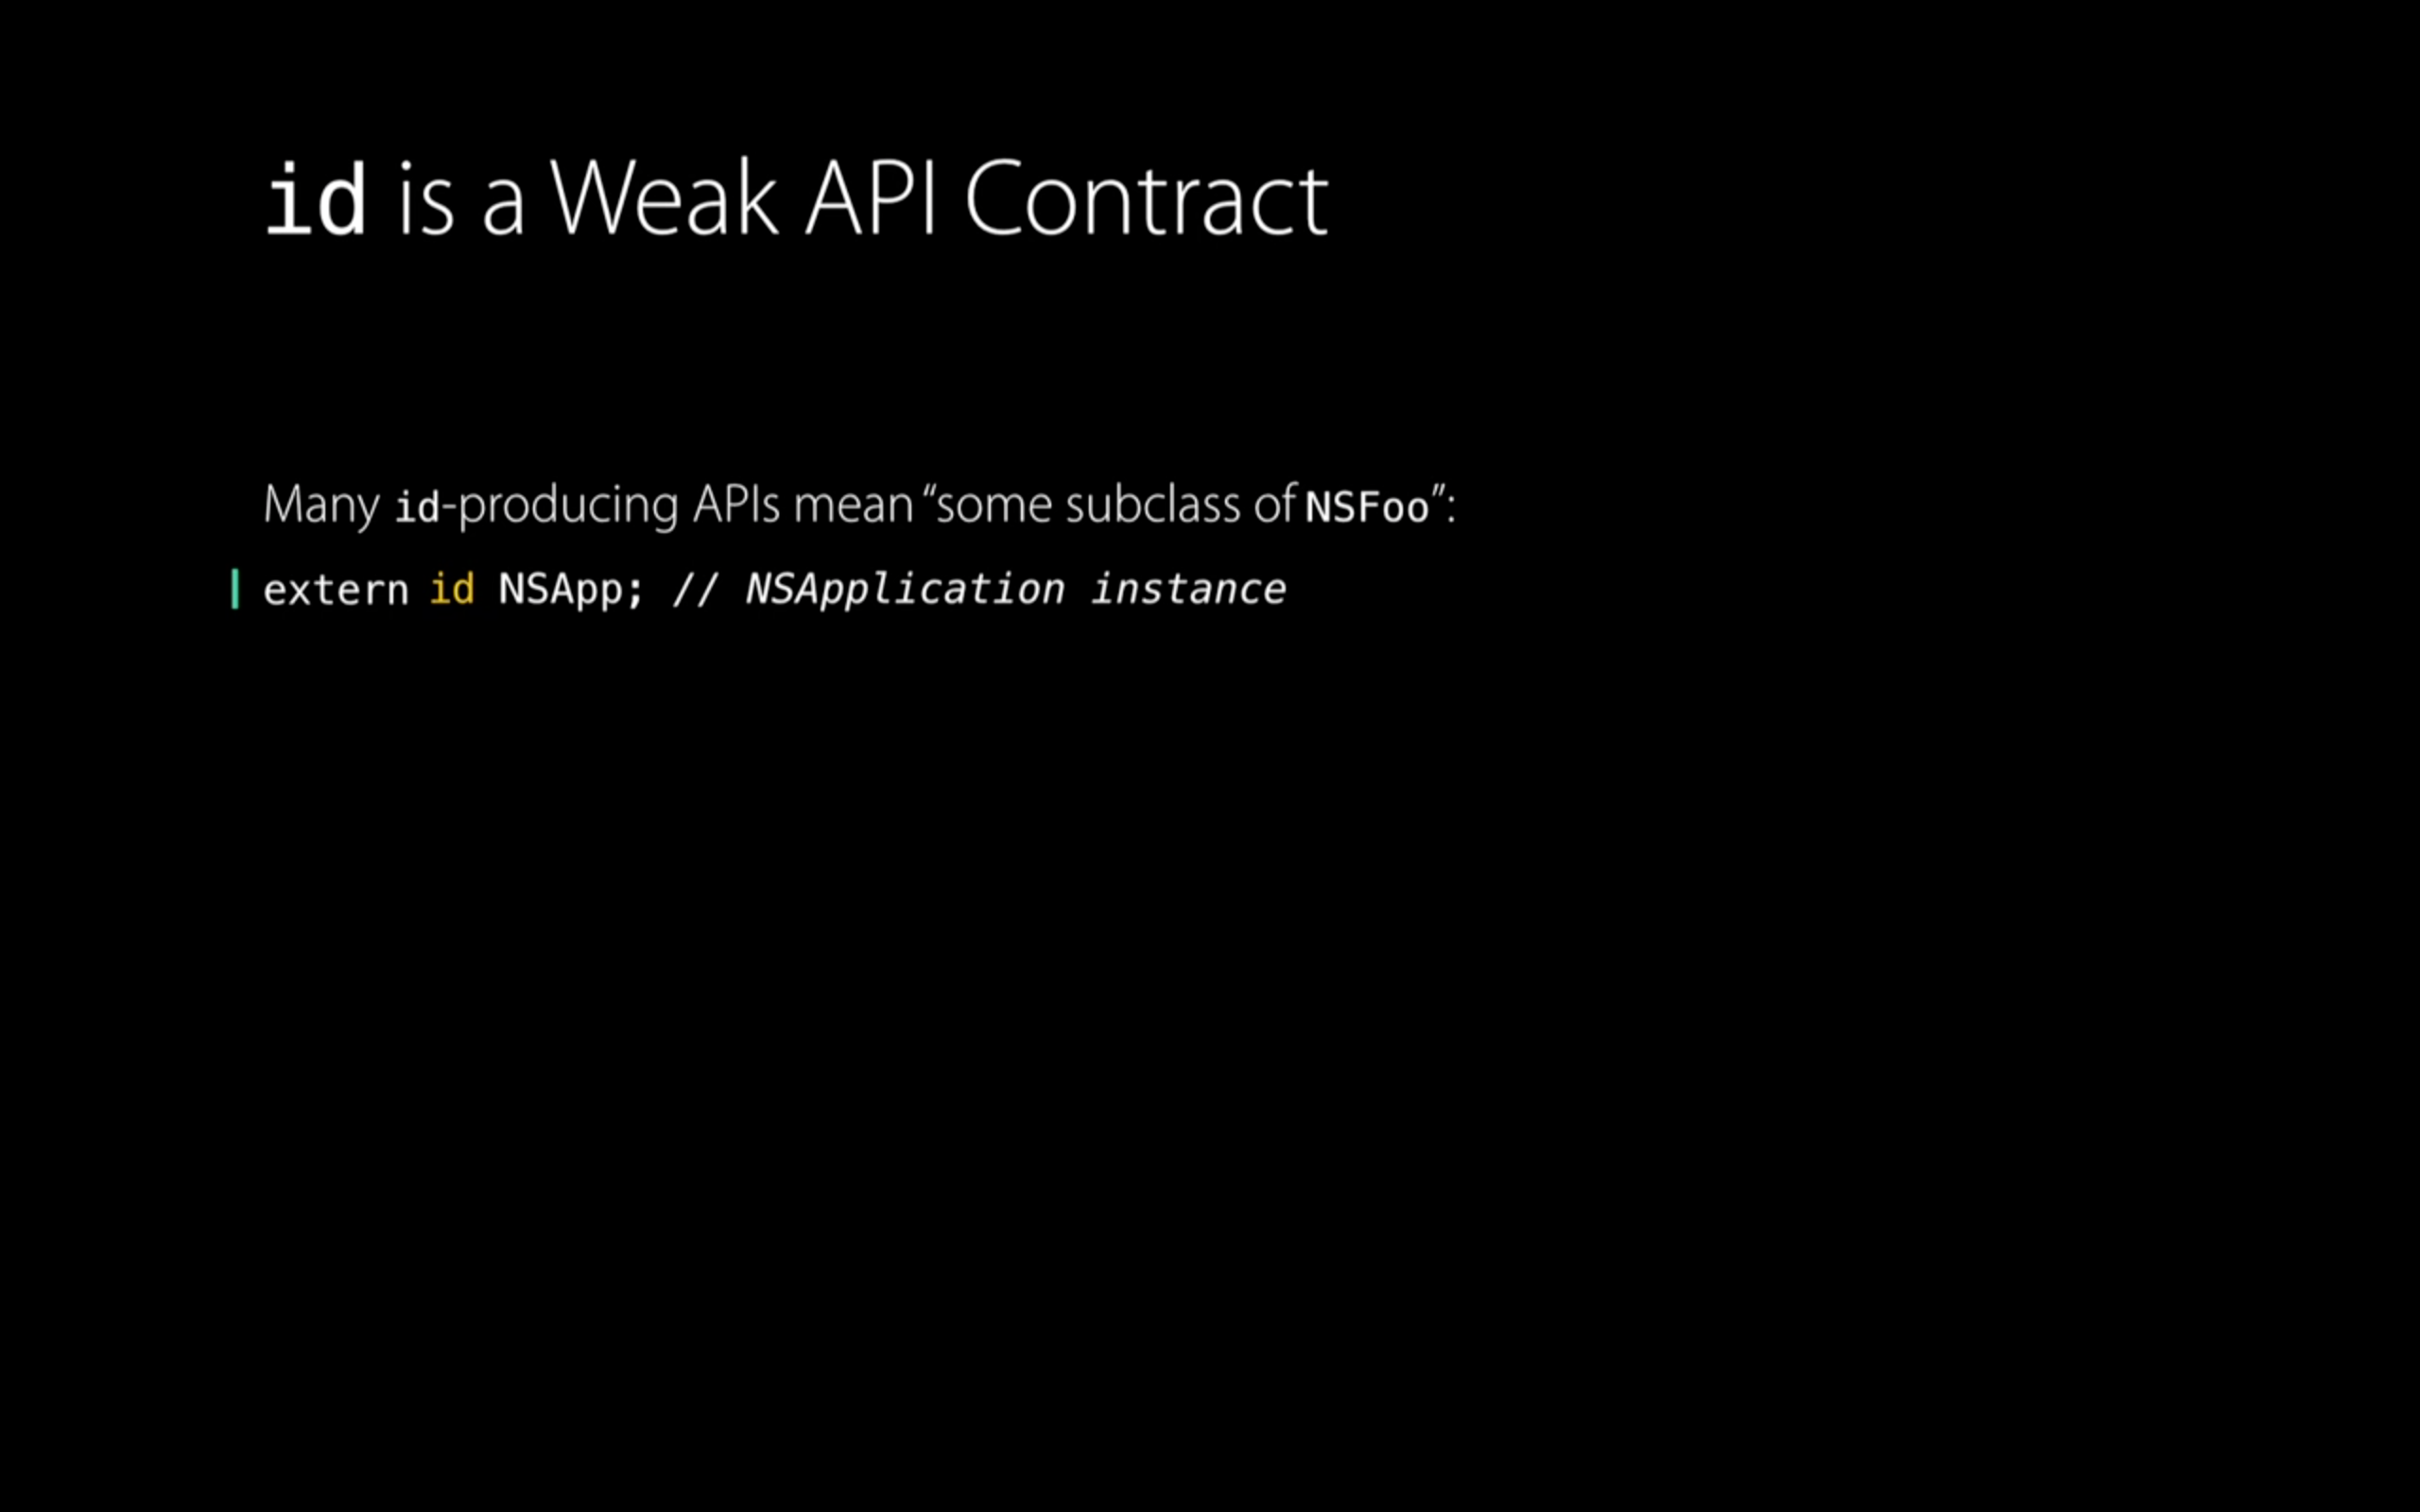 id is a Weak API Contract
Many id-producing APIs mean “some subclass of NSFoo”:
extern id NSApp; // NSApplication instance